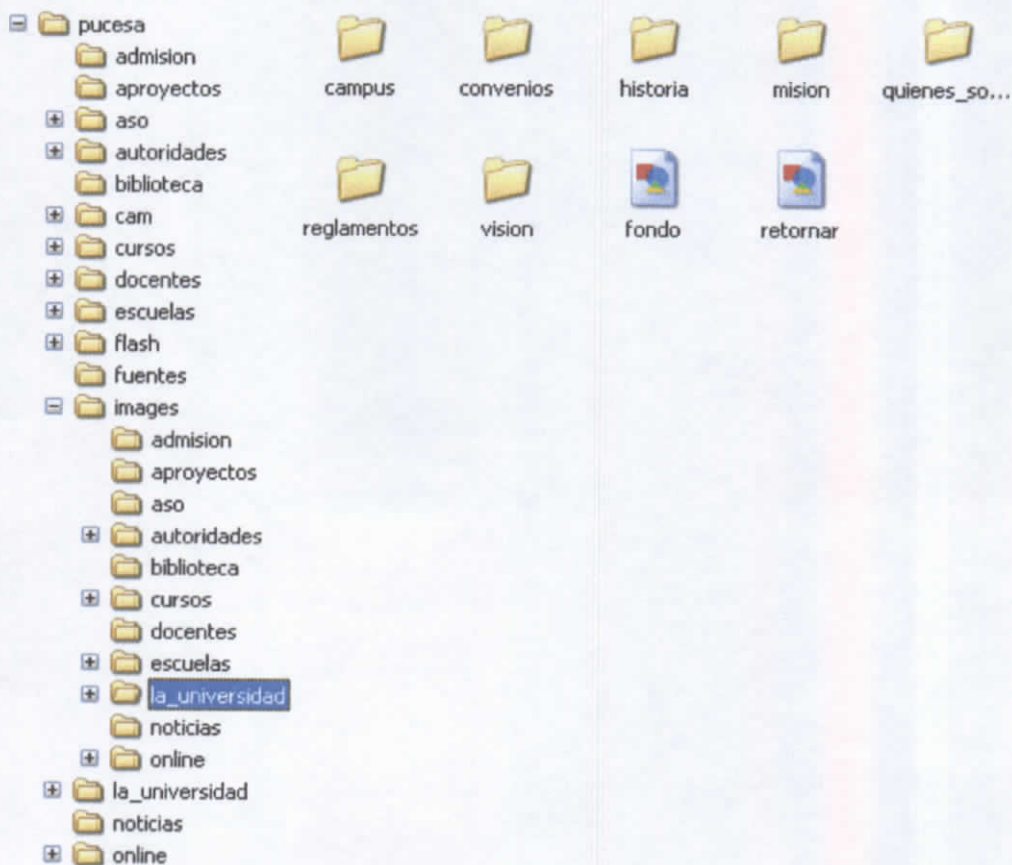 pucesa
admision
aproyectos
aso
autoridades
biblioteca
cam
cursos
docentes
escuelas
flash
fuentes
images
admision
aproyectos
aso
autoridades
biblioteca
cursos
docentes
escuelas
la_universidad
noticias
online
la_universidad
noticias
online
campus convenios historia mision quienes_so...
reglamentos vision fondo retornar